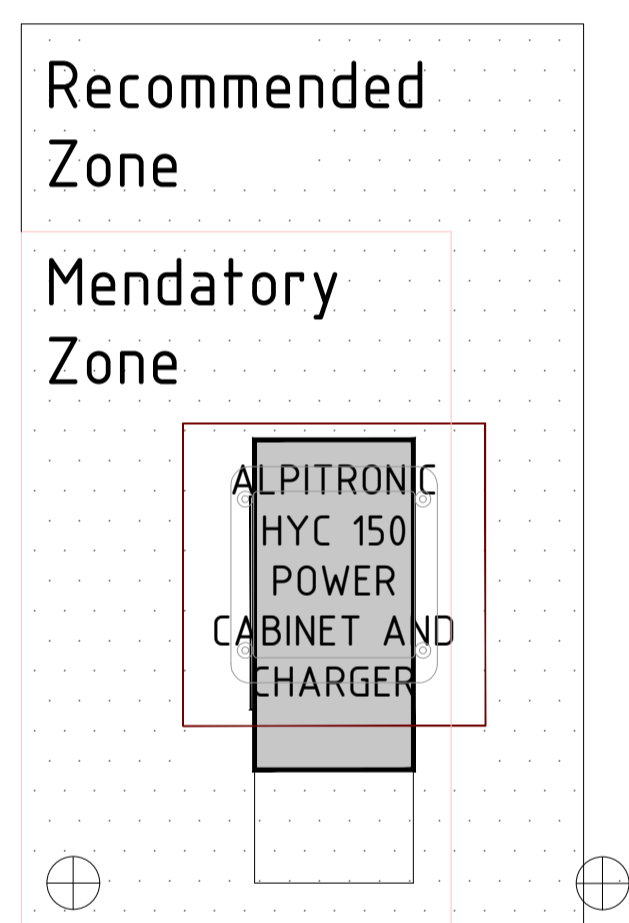 Recommended
Zone
Mendatory
Zone
ALPITRONIC
HYC 150
POWER
CABINET AND
CHARGER